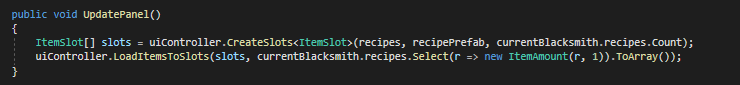 public void UpdatePanel()
{
    ItemSlot[] slots = uiController.CreateSlots<ItemSlot>(recipes, recipePrefab, currentBlacksmith.recipes.Count);
    uiController.LoadItemsToSlots(slots, currentBlacksmith.recipes.Select(r => new ItemAmount(r, 1)).ToArray());
}